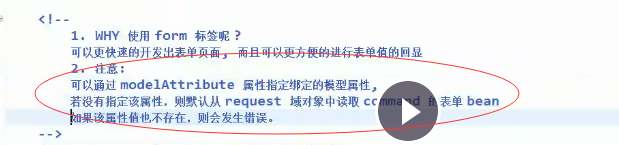 <!--
1. WHY 使用 form 标签呢?
可以更快速的开发出表单页面, 而且可以更方便的进行表单值的回显
2. 注意:
可以通过 modelAttribute 属性指定绑定的模型属性,
若没有指定该属性，则默认从 request 域对象中读取 command 的表单 bean
如果该属性值也不存在，则会发生错误。
-->